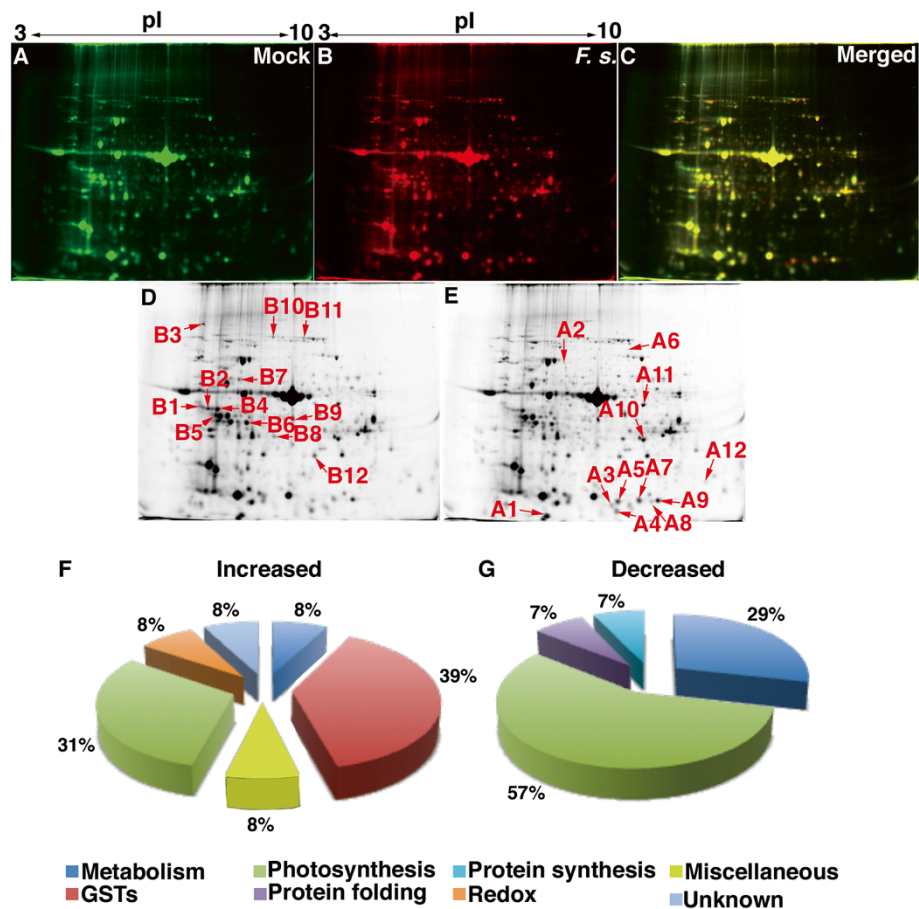 3 pI 10 3 pI 10
A Mock B F. s. C Merged
D E
B10 B11
B3
A2 A6
B2 B7
A11
B1 B4 B9
A10
B5 B6 B8
B12
A12
A3 A5 A7
A1 A9
A4 A8
F Increased G Decreased
8% 8% 8% 7% 7% 29%
39%
31%
57%
8%
Metabolism Photosynthesis Protein synthesis Miscellaneous
GSTs Protein folding Redox Unknown